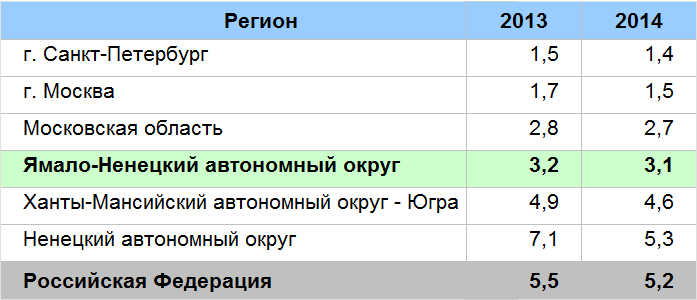 Регион 2013 2014
г. Санкт-Петербург 1,5 1,4
г. Москва 1,7 1,5
Московская область 2,8 2,7
Ямало-Ненецкий автономный округ 3,2 3,1
Ханты-Мансийский автономный округ - Югра 4,9 4,6
Ненецкий автономный округ 7,1 5,3
Российская Федерация 5,5 5,2